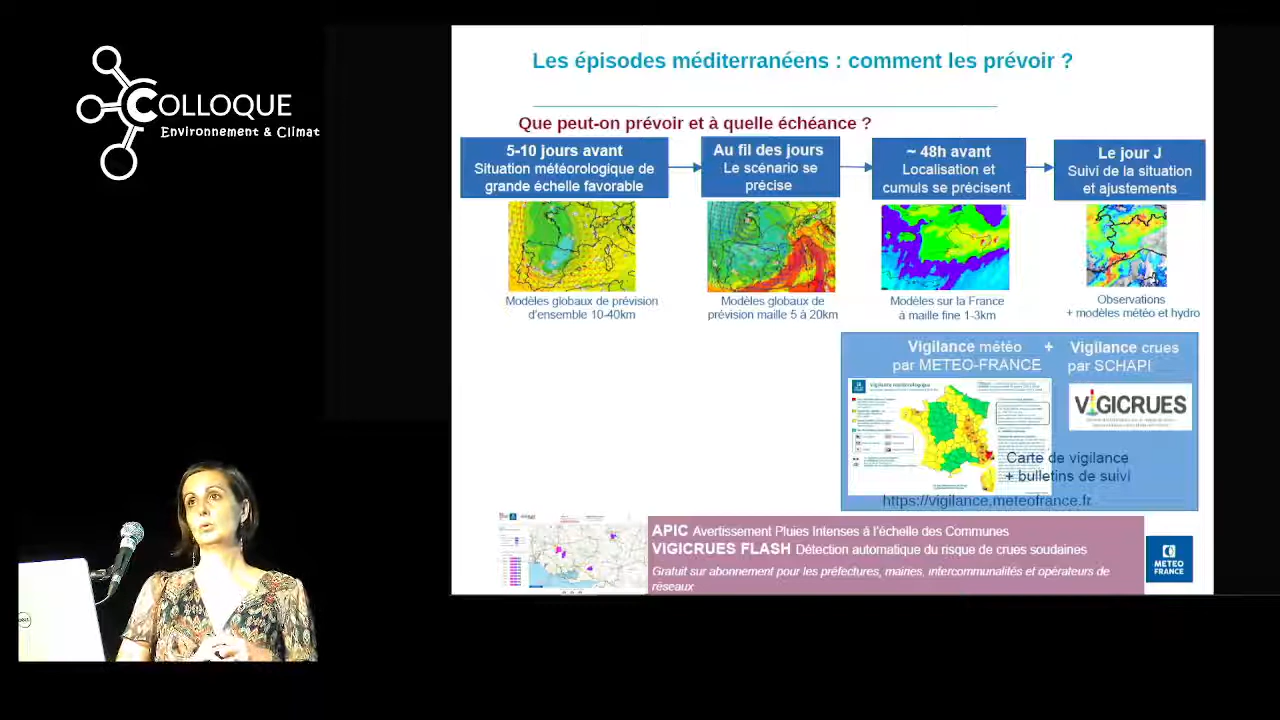 COLLOQUE
Environnement & Climat
Les épisodes méditerranéens : comment les prévoir ?
Que peut-on prévoir et à quelle échéance ?
5-10 jours avant
Situation météorologique de
grande échelle favorable
Au fil des jours
Le scénario se
précise
~ 48h avant
Localisation et
cumuls se précisent
Le jour J
Suivi de la situation
et ajustements
Modèles globaux de prévision
d'ensemble 10-40km
Modèles globaux de
prévision maille 5 à 20km
Modèles sur la France
à maille fine 1-3km
Observations
+ modèles météo et hydro
Vigilance météo
par METEO-FRANCE
+
Vigilance crues
par SCHAPI
Vigilance météorologique
VIGICRUES
Carte de vigilance
+ bulletins de suivi
https://vigilance.meteofrance.fr
APIC Avertissement Pluies Intenses à l'échelle des Communes
VIGICRUES FLASH Détection automatique du risque de crues soudaines
Gratuit sur abonnement pour les préfectures, mairies, intercommunalités et opérateurs de
réseaux
METEO
FRANCE
DELL